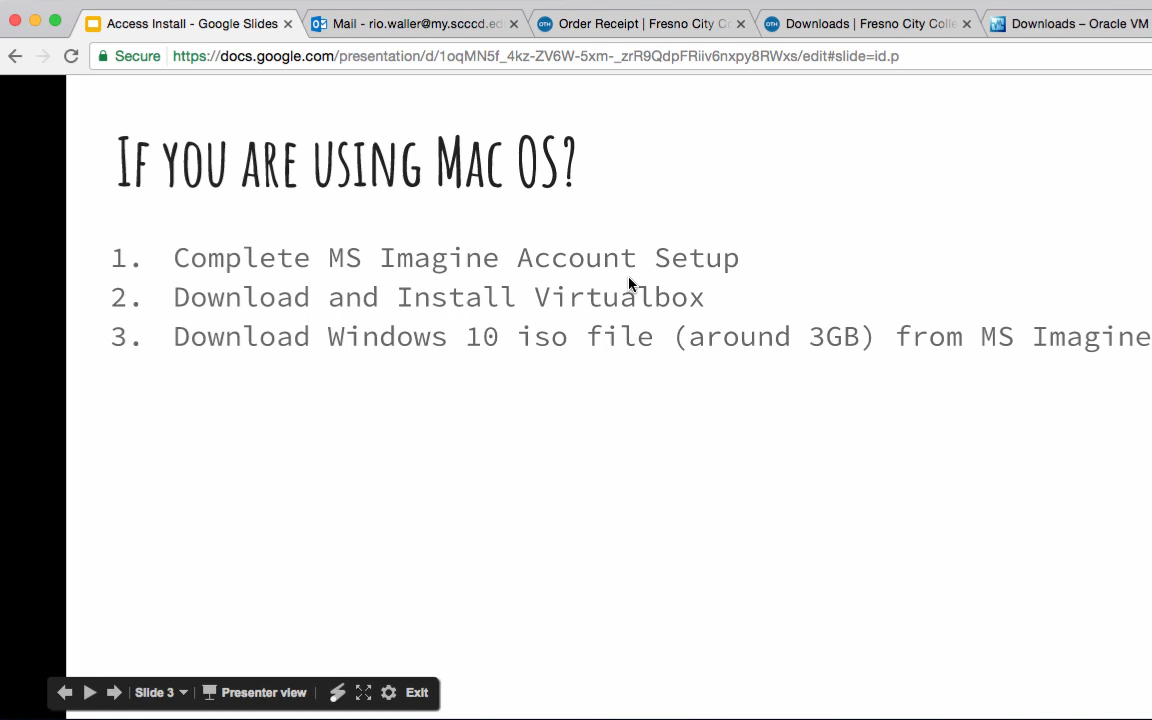 Access Install - Google Slides
Mail - rio.waller@my.scccd.ed
Order Receipt | Fresno City C
Downloads | Fresno City Colle
Downloads – Oracle VM
Secure
https://docs.google.com/presentation/d/1oqMN5f_4kz-ZV6W-5xm-_zrR9QdpFRiiv6nxpy8RWxs/edit#slide=id.p
If you are using Mac OS?
1. Complete MS Imagine Account Setup
2. Download and Install Virtualbox
3. Download Windows 10 iso file (around 3GB) from MS Imagine
Slide 3
Presenter view
Exit